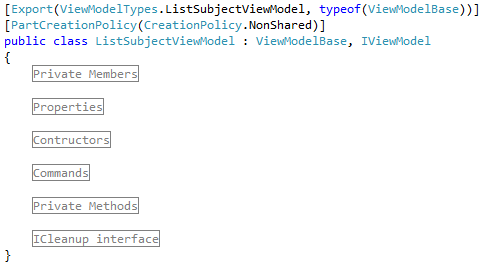 [Export(ViewModelTypes.ListSubjectViewModel, typeof(ViewModelBase))]
[PartCreationPolicy(CreationPolicy.NonShared)]
public class ListSubjectViewModel : ViewModelBase, IViewModel
{
Private Members
Properties
Contructors
Commands
Private Methods
ICleanup interface
}